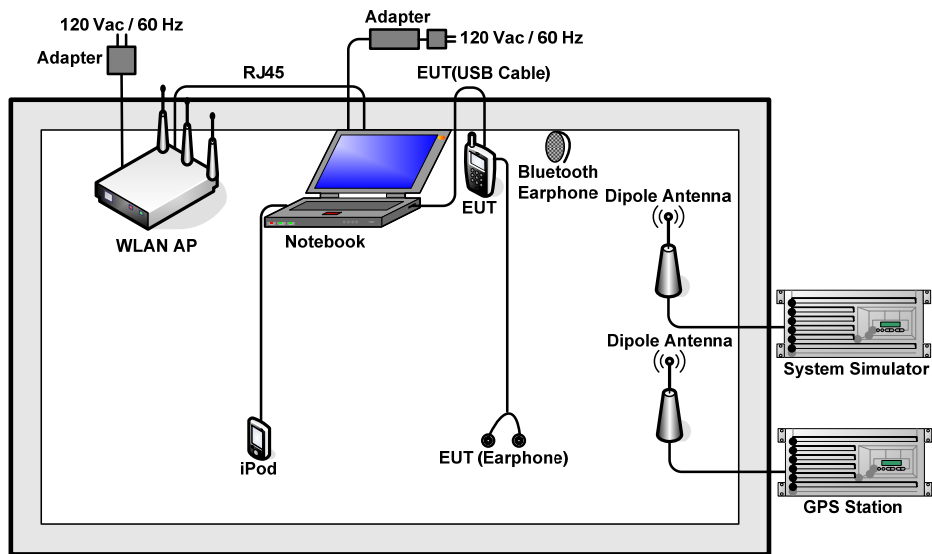 Adapter
120 Vac / 60 Hz
120 Vac / 60 Hz
Adapter
RJ45
EUT(USB Cable)
Bluetooth
Earphone
Dipole Antenna
EUT
WLAN AP
Notebook
Dipole Antenna
System Simulator
iPod
EUT (Earphone)
GPS Station